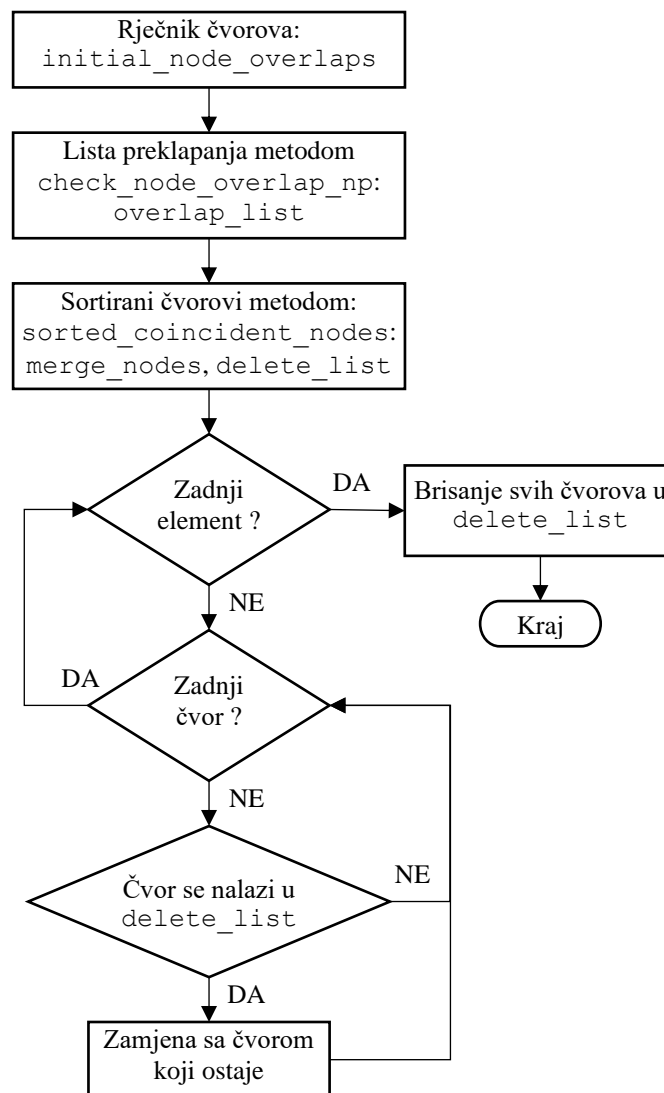 Rječnik čvorova:
initial_node_overlaps
Lista preklapanja metodom
check_node_overlap_np:
overlap_list
Sortirani čvorovi metodom:
sorted_coincident_nodes:
merge_nodes, delete_list
Zadnji
element ?
DA
Brisanje svih čvorova u
delete_list
NE
Kraj
DA
Zadnji
čvor ?
NE
Čvor se nalazi u
delete_list
NE
DA
Zamjena sa čvorom
koji ostaje